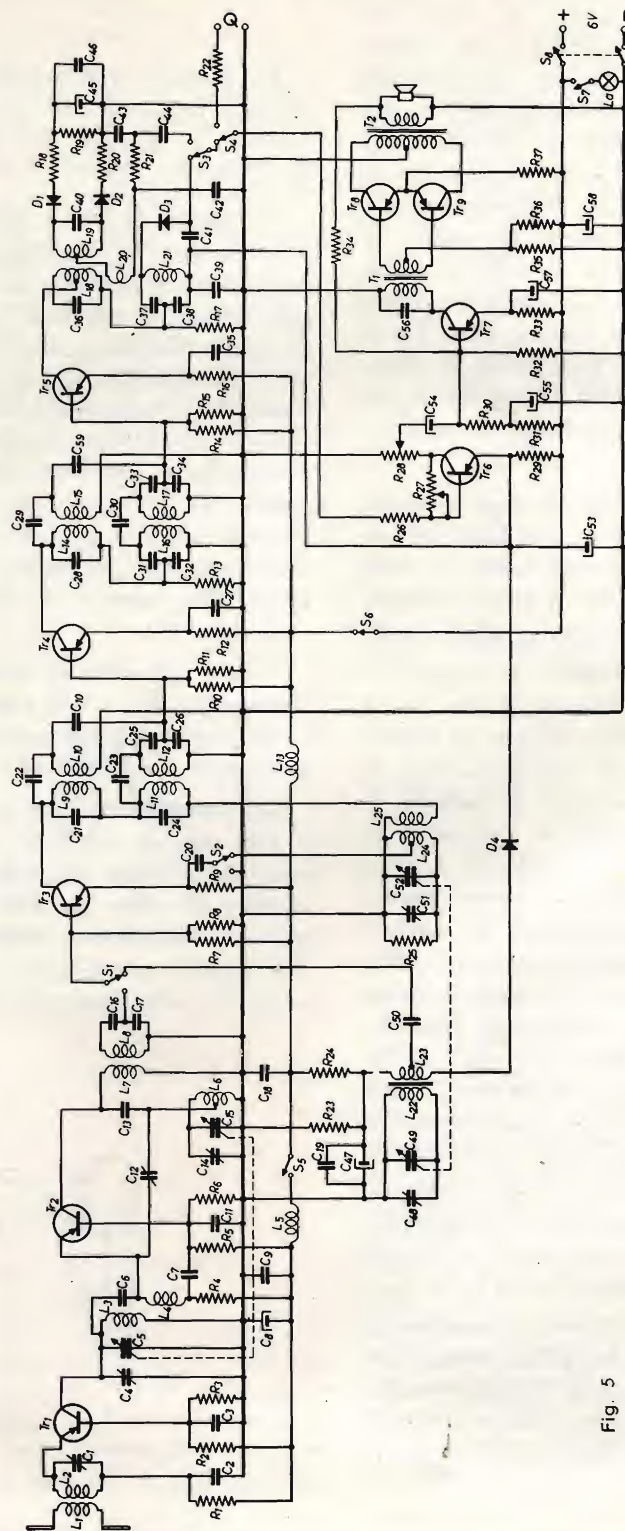 L1
L2
C1
Tr1
R1
C2
R2
C3
R3
C4
C5
L3
C6
L4
C7
R4
C8
C9
R5
C11
R6
L5
S5
Tr2
C12
C13
C14
C15
L6
L7
L8
C16
C17
C18
S1
Tr3
R7
R8
R9
C20
S2
C22
C21
L9
L10
C10
C23
C24
L11
L12
C25
C26
L13
Tr4
R10
R11
R12
C27
R13
C29
C28
L14
L15
C59
C30
C31
C32
L16
L17
C33
C34
Tr5
R14
R15
R16
C35
R17
C36
L18
L19
L20
C37
C38
L21
C39
C40
D1
D2
D3
C41
C42
R18
R19
R20
R21
C43
C44
C45
C46
S3
S4
R22
Q
R23
R24
C19
C47
C48
C49
L22
L23
C50
R25
C51
C52
L24
L25
D4
S6
R26
R27
R28
Tr6
R29
C53
C54
R30
R31
C55
R32
R33
C57
Tr7
C56
T1
R34
R35
R36
C58
R37
Tr8
Tr9
T2
S7
La
S8
+
6V
−
Fig. 5